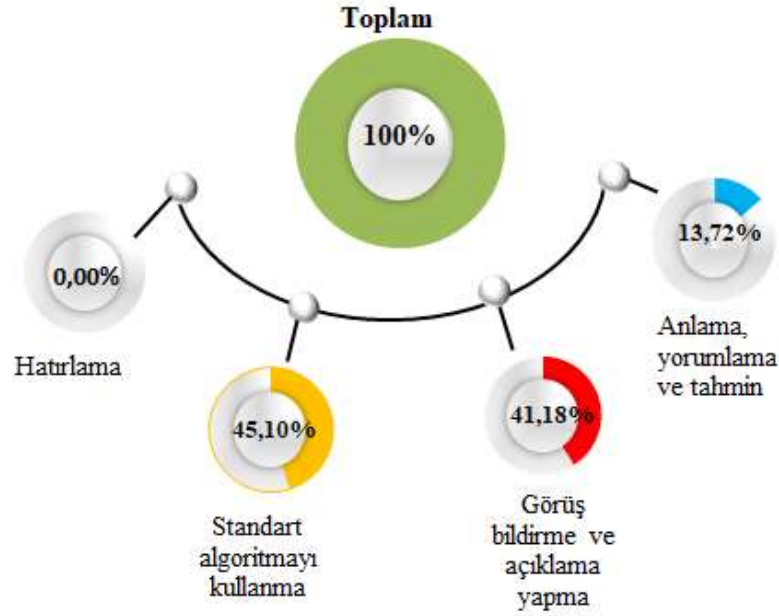 Toplam
100%
0,00%
Hatırlama
45,10%
Standart
algoritmayı
kullanma
41,18%
Görüş
bildirme ve
açıklama
yapma
13,72%
Anlama,
yorumlama
ve tahmin